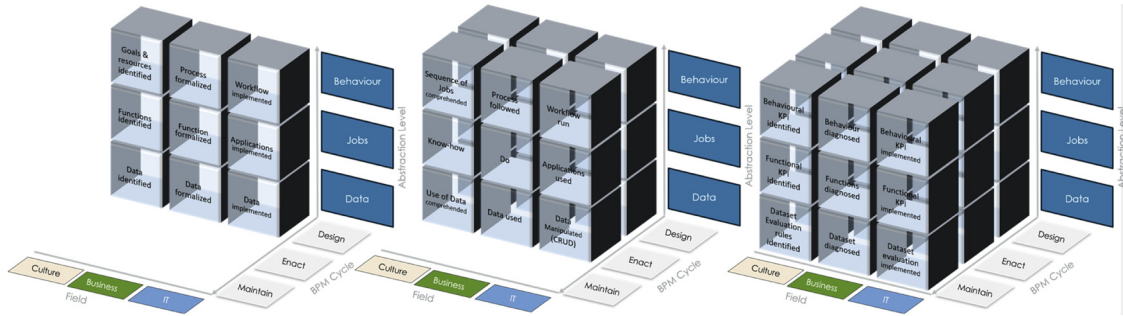 Goals &
resources
identified
Process
formalized
Workflow
implemented
Functions
identified
Function
formalized
Applications
implemented
Data
identified
Data
formalized
Data
implemented
Behaviour
Jobs
Data
Abstraction Level
Design
Enact
Maintain
BPM Cycle
Culture
Business
IT
Field
Sequence of
Jobs
comprehended
Process
followed
Workflow
run
Know-how
Do
Applications
used
Use of Data
comprehended
Data used
Data
Manipulated
(CRUD)
Behaviour
Jobs
Data
Abstraction Level
Design
Enact
Maintain
BPM Cycle
Culture
Business
IT
Field
Behavioural
KPI
identified
Behaviour
diagnosed
Behavioral
KPI
implemented
Functional
KPI
identified
Functions
diagnosed
Functional
KPI
implemented
Dataset
Evaluation
rules
identified
Dataset
diagnosed
Dataset
evaluation
implemented
Behaviour
Jobs
Data
Abstraction Level
Design
Enact
Maintain
BPM Cycle
Culture
Business
IT
Field